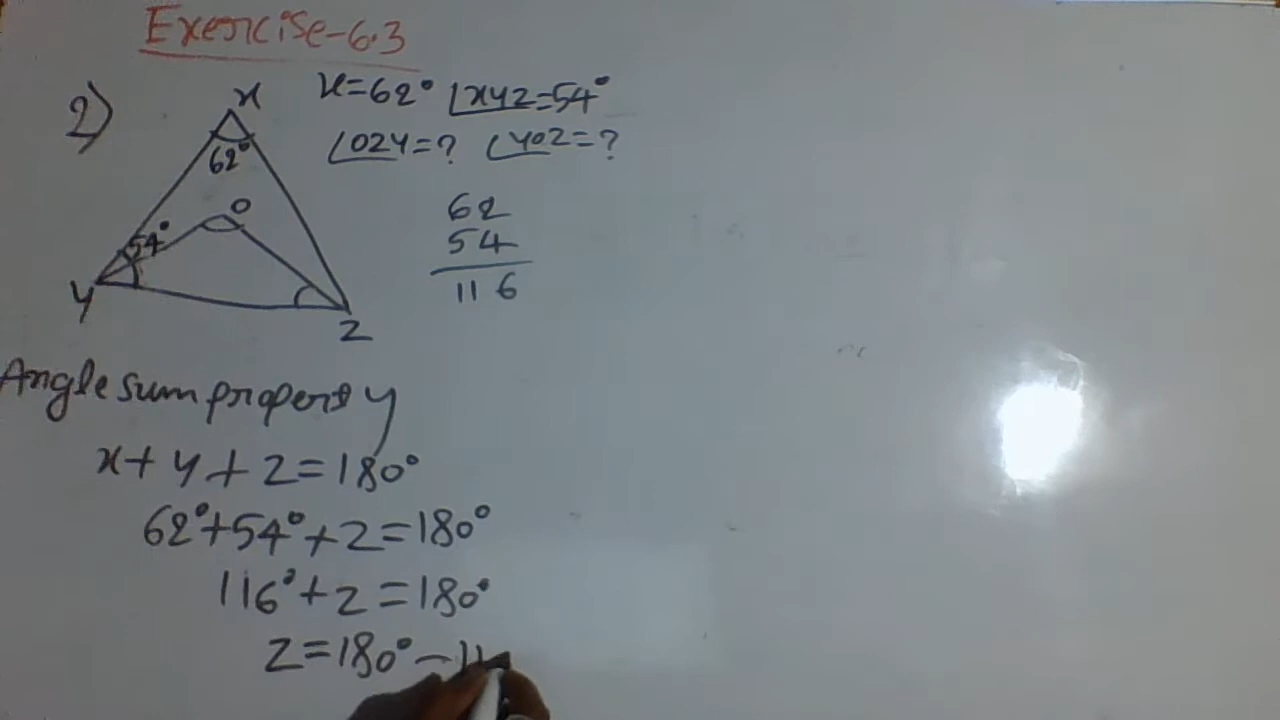 Exercise-6.3
2)
x
x=62° ∠XYZ=54°
∠OZY=? ∠YOZ=?
62°
O
54°
Y
Z
62
54
116
Angle sum property
x+y+z=180°
62°+54°+z=180°
116°+z=180°
z=180°-11